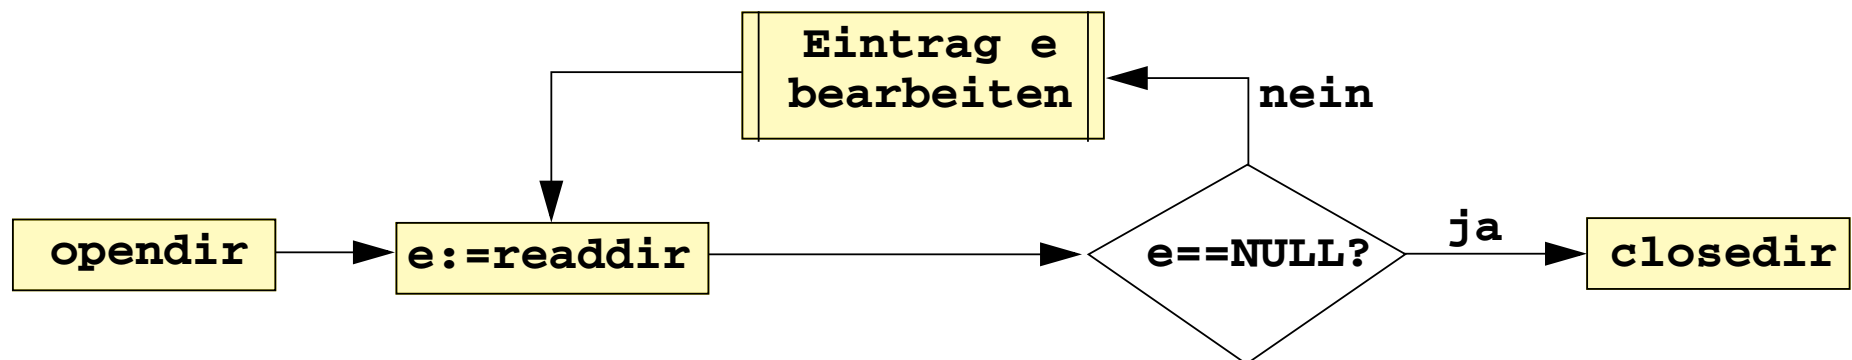 Eintrag e
bearbeiten
nein
opendir
e:=readdir
e==NULL?
ja
closedir